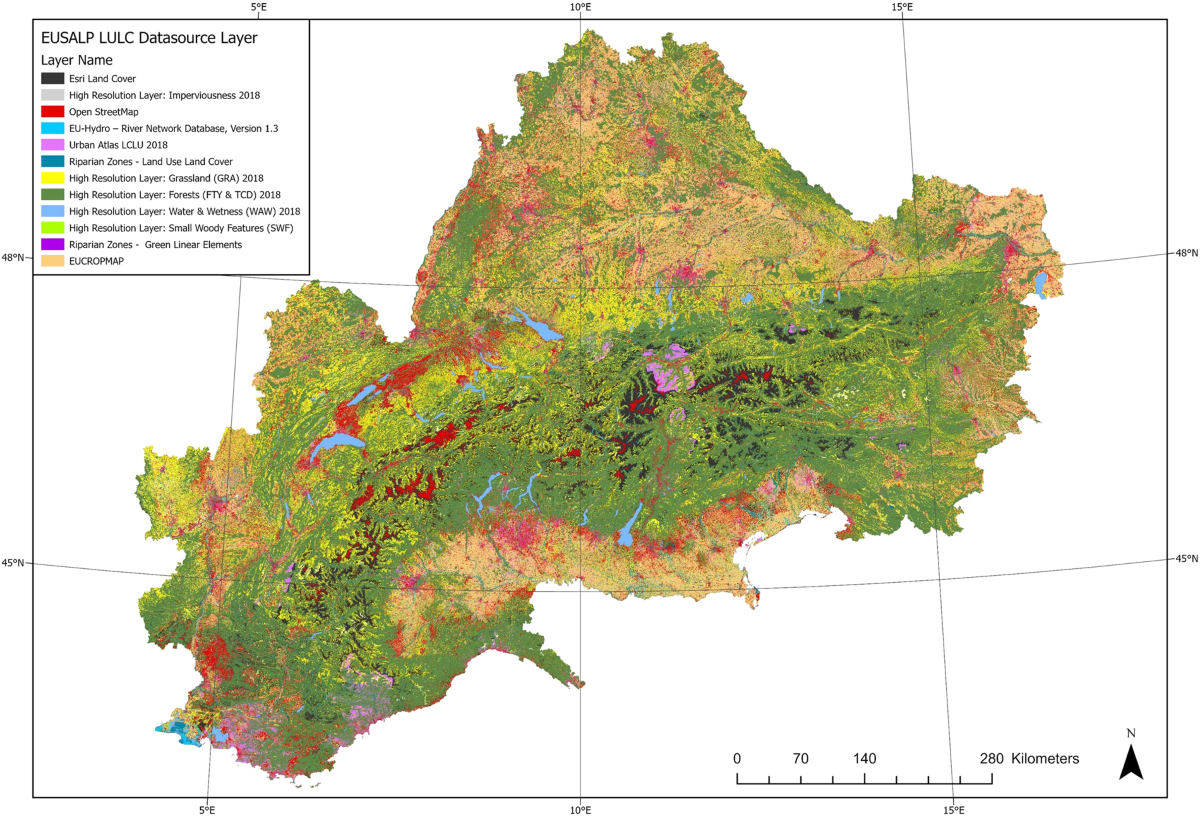 5°E 10°E 15°E
EUSALP LULC Datasource Layer
Layer Name
Esri Land Cover
High Resolution Layer: Imperviousness 2018
Open StreetMap
EU-Hydro – River Network Database, Version 1.3
Urban Atlas LCLU 2018
Riparian Zones - Land Use Land Cover
High Resolution Layer: Grassland (GRA) 2018
High Resolution Layer: Forests (FTY & TCD) 2018
High Resolution Layer: Water & Wetness (WAW) 2018
High Resolution Layer: Small Woody Features (SWF)
Riparian Zones - Green Linear Elements
EUCROPMAP
48°N 48°N
45°N 45°N
N
0 70 140 280 Kilometers
5°E 10°E 15°E